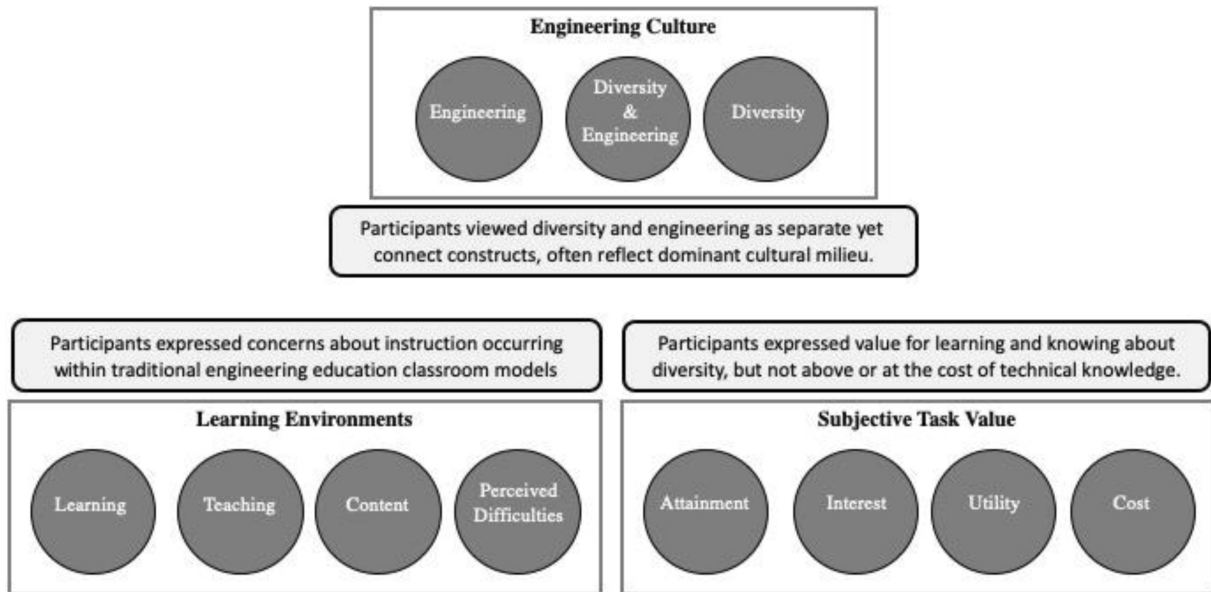 Engineering Culture
Engineering
Diversity
&
Engineering
Diversity
Participants viewed diversity and engineering as separate yet
connect constructs, often reflect dominant cultural milieu.
Participants expressed concerns about instruction occurring
within traditional engineering education classroom models
Learning Environments
Learning
Teaching
Content
Perceived
Difficulties
Participants expressed value for learning and knowing about
diversity, but not above or at the cost of technical knowledge.
Subjective Task Value
Attainment
Interest
Utility
Cost